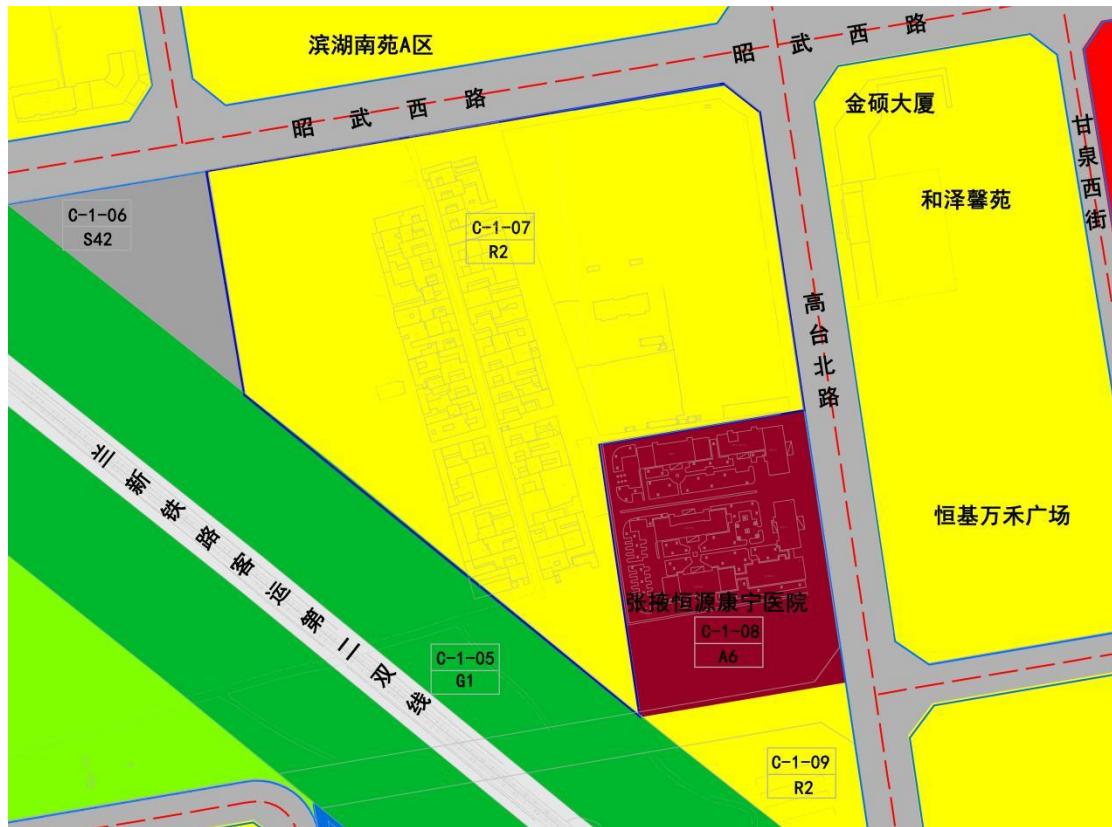 滨湖南苑A区
昭武西路
昭武西路
金硕大厦
甘泉西街
和泽馨苑
C-1-06
S42
C-1-07
R2
高台北路
恒基万禾广场
兰新铁路客运第二双线
张掖恒源康宁医院
C-1-08
A6
C-1-05
G1
C-1-09
R2